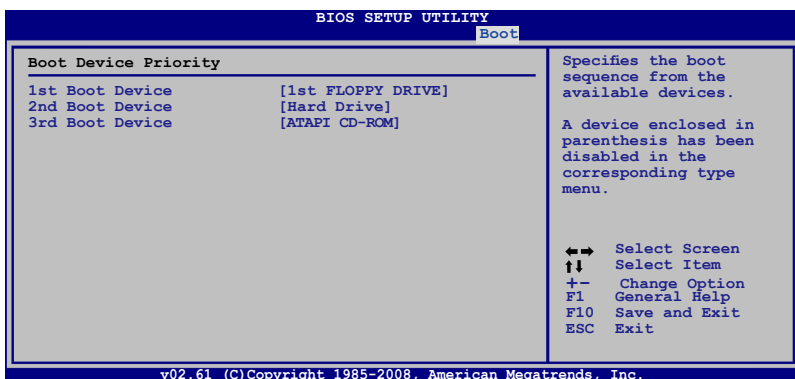 BIOS SETUP UTILITY
Boot
Boot Device Priority
1st Boot Device [1st FLOPPY DRIVE]
2nd Boot Device [Hard Drive]
3rd Boot Device [ATAPI CD-ROM]
Specifies the boot
sequence from the
available devices.
A device enclosed in
parenthesis has been
disabled in the
corresponding type
menu.
←→ Select Screen
↑↓ Select Item
+- Change Option
F1 General Help
F10 Save and Exit
ESC Exit
v02.61 (C)Copyright 1985-2008, American Megatrends, Inc.